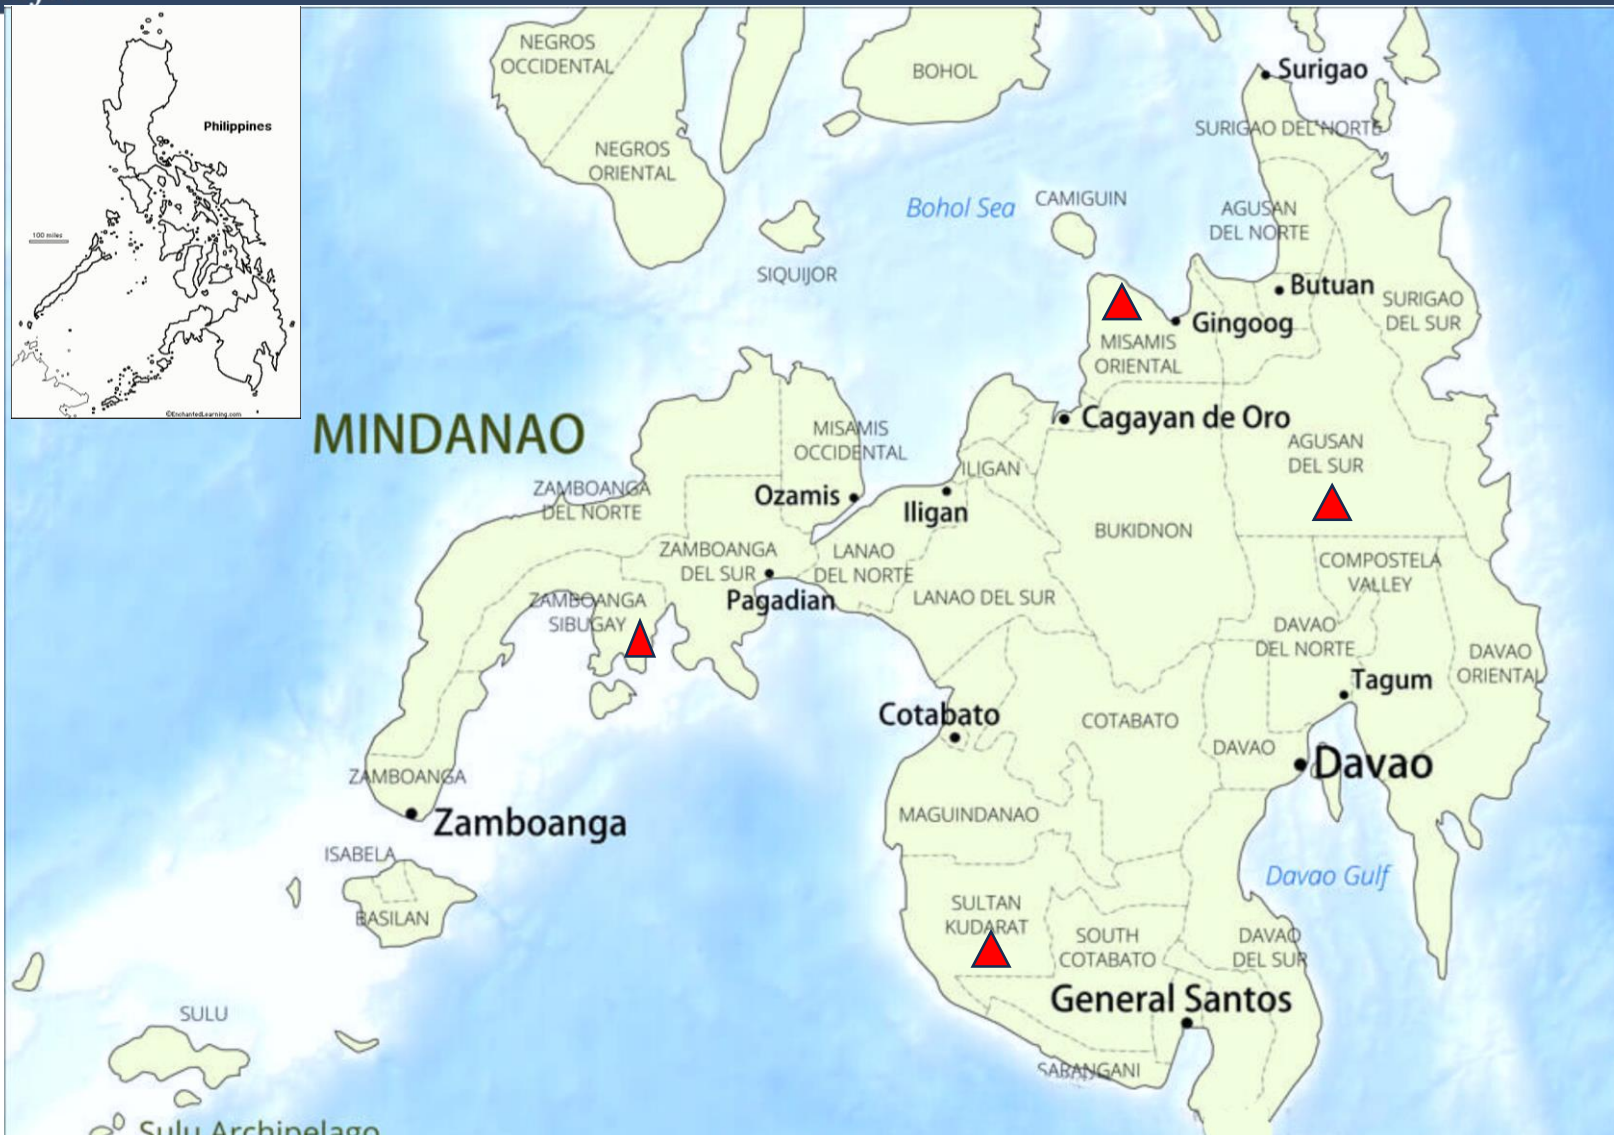 Philippines
100 miles
©EnchantedLearning.com
NEGROS
OCCIDENTAL
BOHOL
Surigao
SURIGAO DEL NORTE
NEGROS
ORIENTAL
Bohol Sea
CAMIGUIN
AGUSAN
DEL NORTE
SIQUIJOR
Butuan
SURIGAO
DEL SUR
Gingoog
MISAMIS
ORIENTAL
MINDANAO
Cagayan de Oro
MISAMIS
OCCIDENTAL
AGUSAN
DEL SUR
ILIGAN
ZAMBOANGA
DEL NORTE
Ozamis
Iligan
BUKIDNON
ZAMBOANGA
DEL SUR
LANAO
DEL NORTE
COMPOSTELA
VALLEY
Pagadian
LANAO DEL SUR
ZAMBOANGA
SIBUGAY
DAVAO
DEL NORTE
DAVAO
ORIENTAL
Tagum
Cotabato
COTABATO
DAVAO
Davao
ZAMBOANGA
Zamboanga
MAGUINDANAO
ISABELA
BASILAN
Davao Gulf
SULTAN
KUDARAT
SOUTH
COTABATO
DAVAO
DEL SUR
General Santos
SULU
SARANGANI
Sulu Archipelago